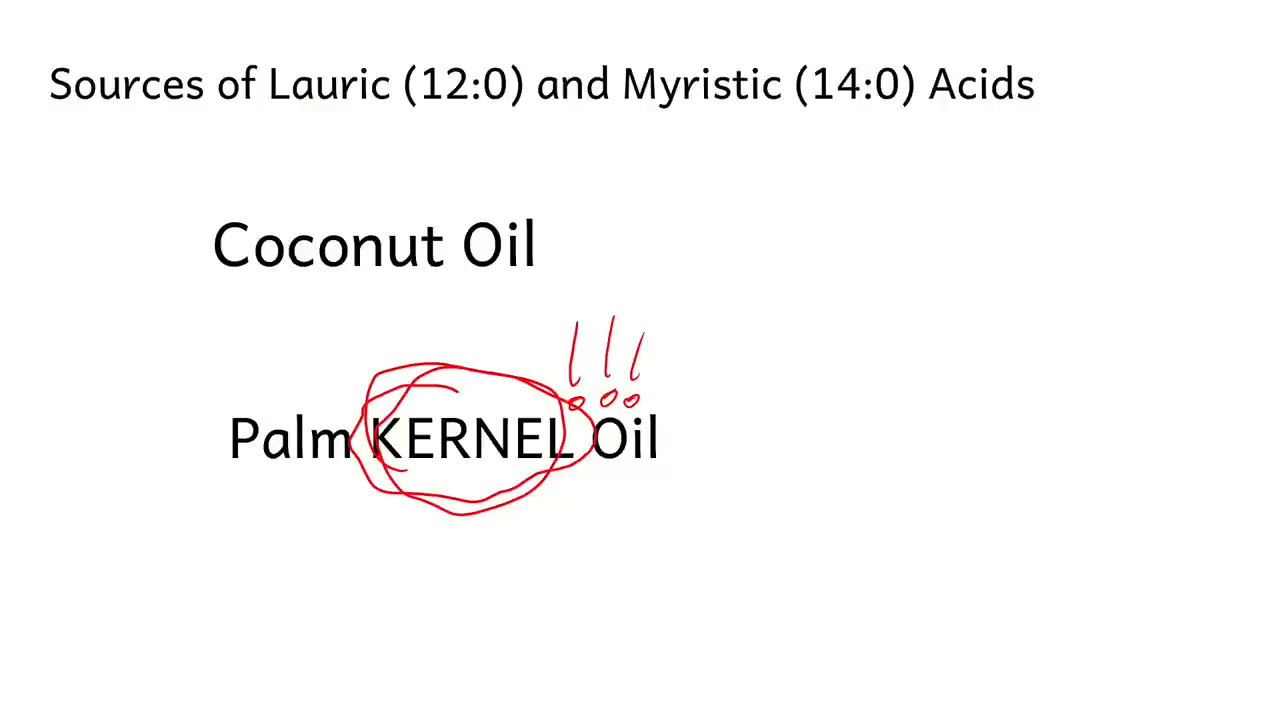 Sources of Lauric (12:0) and Myristic (14:0) Acids
Coconut Oil
!!!
Palm KERNEL Oil